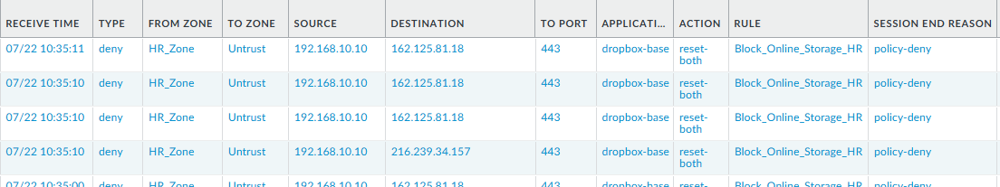 RECEIVE TIME TYPE FROM ZONE TO ZONE SOURCE DESTINATION TO PORT APPLICATI... ACTION RULE SESSION END REASON
07/22 10:35:11 deny HR_Zone Untrust 192.168.10.10 162.125.81.18 443 dropbox-base reset-both Block_Online_Storage_HR policy-deny
07/22 10:35:10 deny HR_Zone Untrust 192.168.10.10 162.125.81.18 443 dropbox-base reset-both Block_Online_Storage_HR policy-deny
07/22 10:35:10 deny HR_Zone Untrust 192.168.10.10 162.125.81.18 443 dropbox-base reset-both Block_Online_Storage_HR policy-deny
07/22 10:35:10 deny HR_Zone Untrust 192.168.10.10 216.239.34.157 443 dropbox-base reset-both Block_Online_Storage_HR policy-deny
07/22 10:35:00 deny HR_Zone Untrust 192.168.10.10 162.125.81.18 443 dropbox-base reset- Block_Online_Storage_HR policy-deny